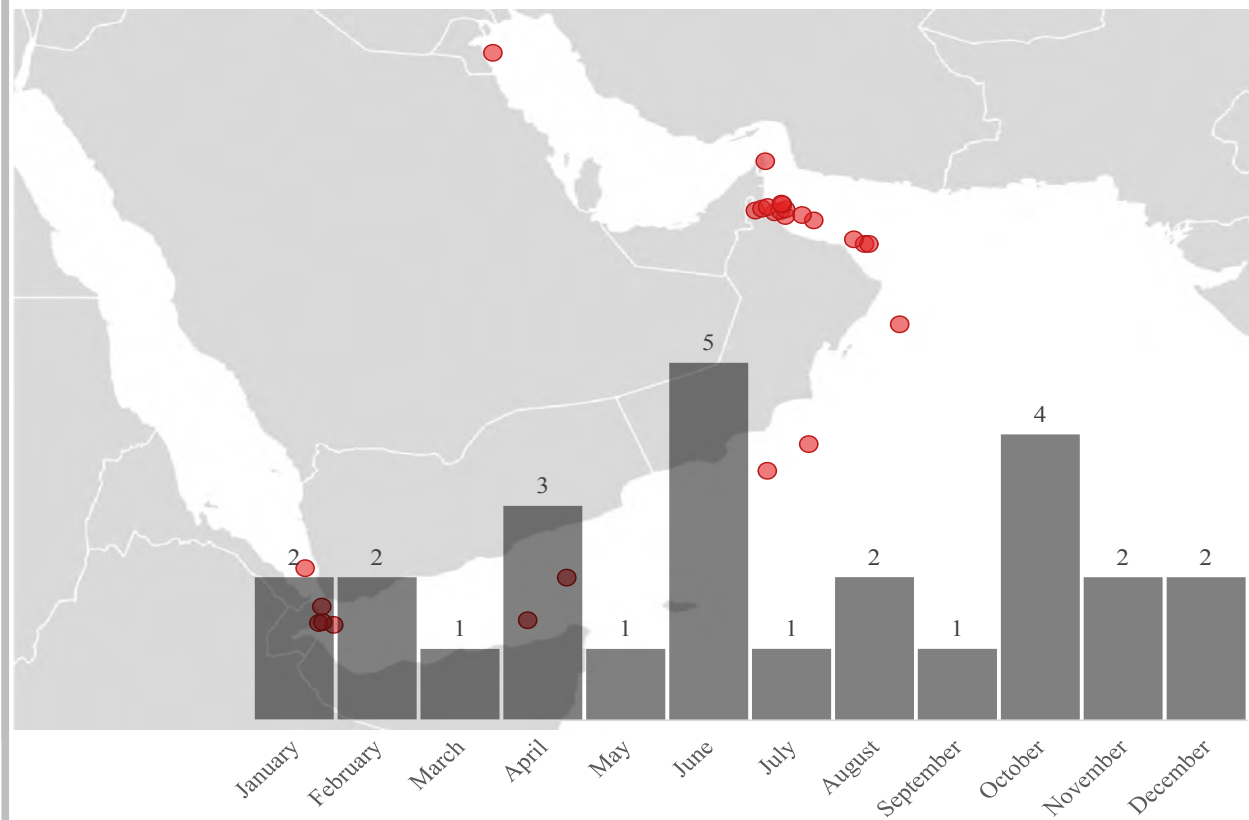 5
4
3
2
2
2
2
2
1
1
1
1
January
February
March
April
May
June
July
August
September
October
November
December